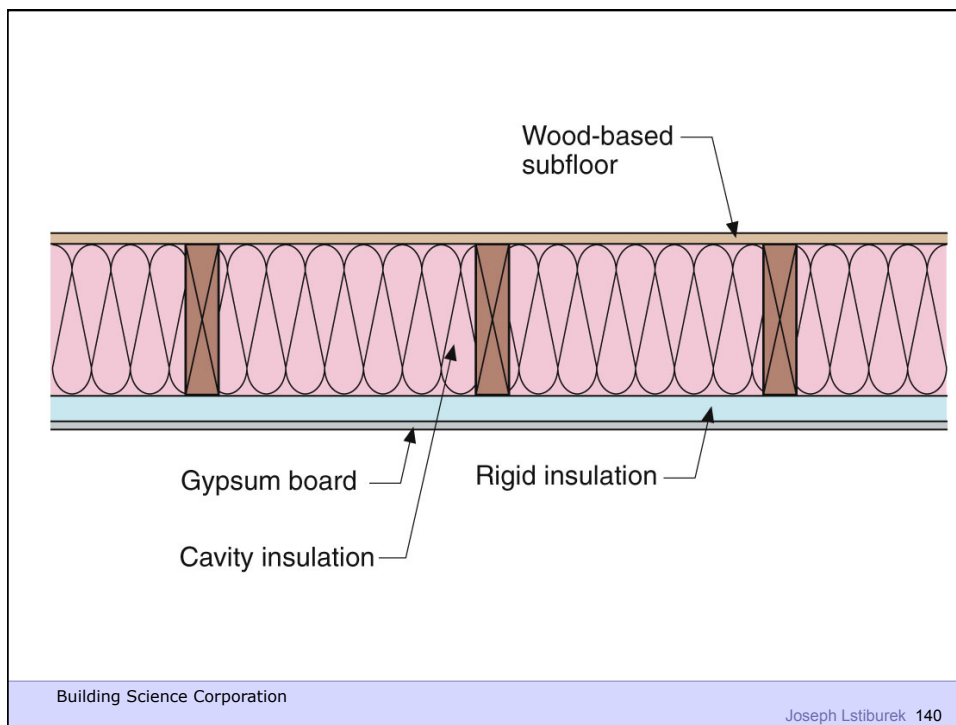 Wood-based
subfloor
Gypsum board
Rigid insulation
Cavity insulation
Building Science Corporation
Joseph Lstiburek 140